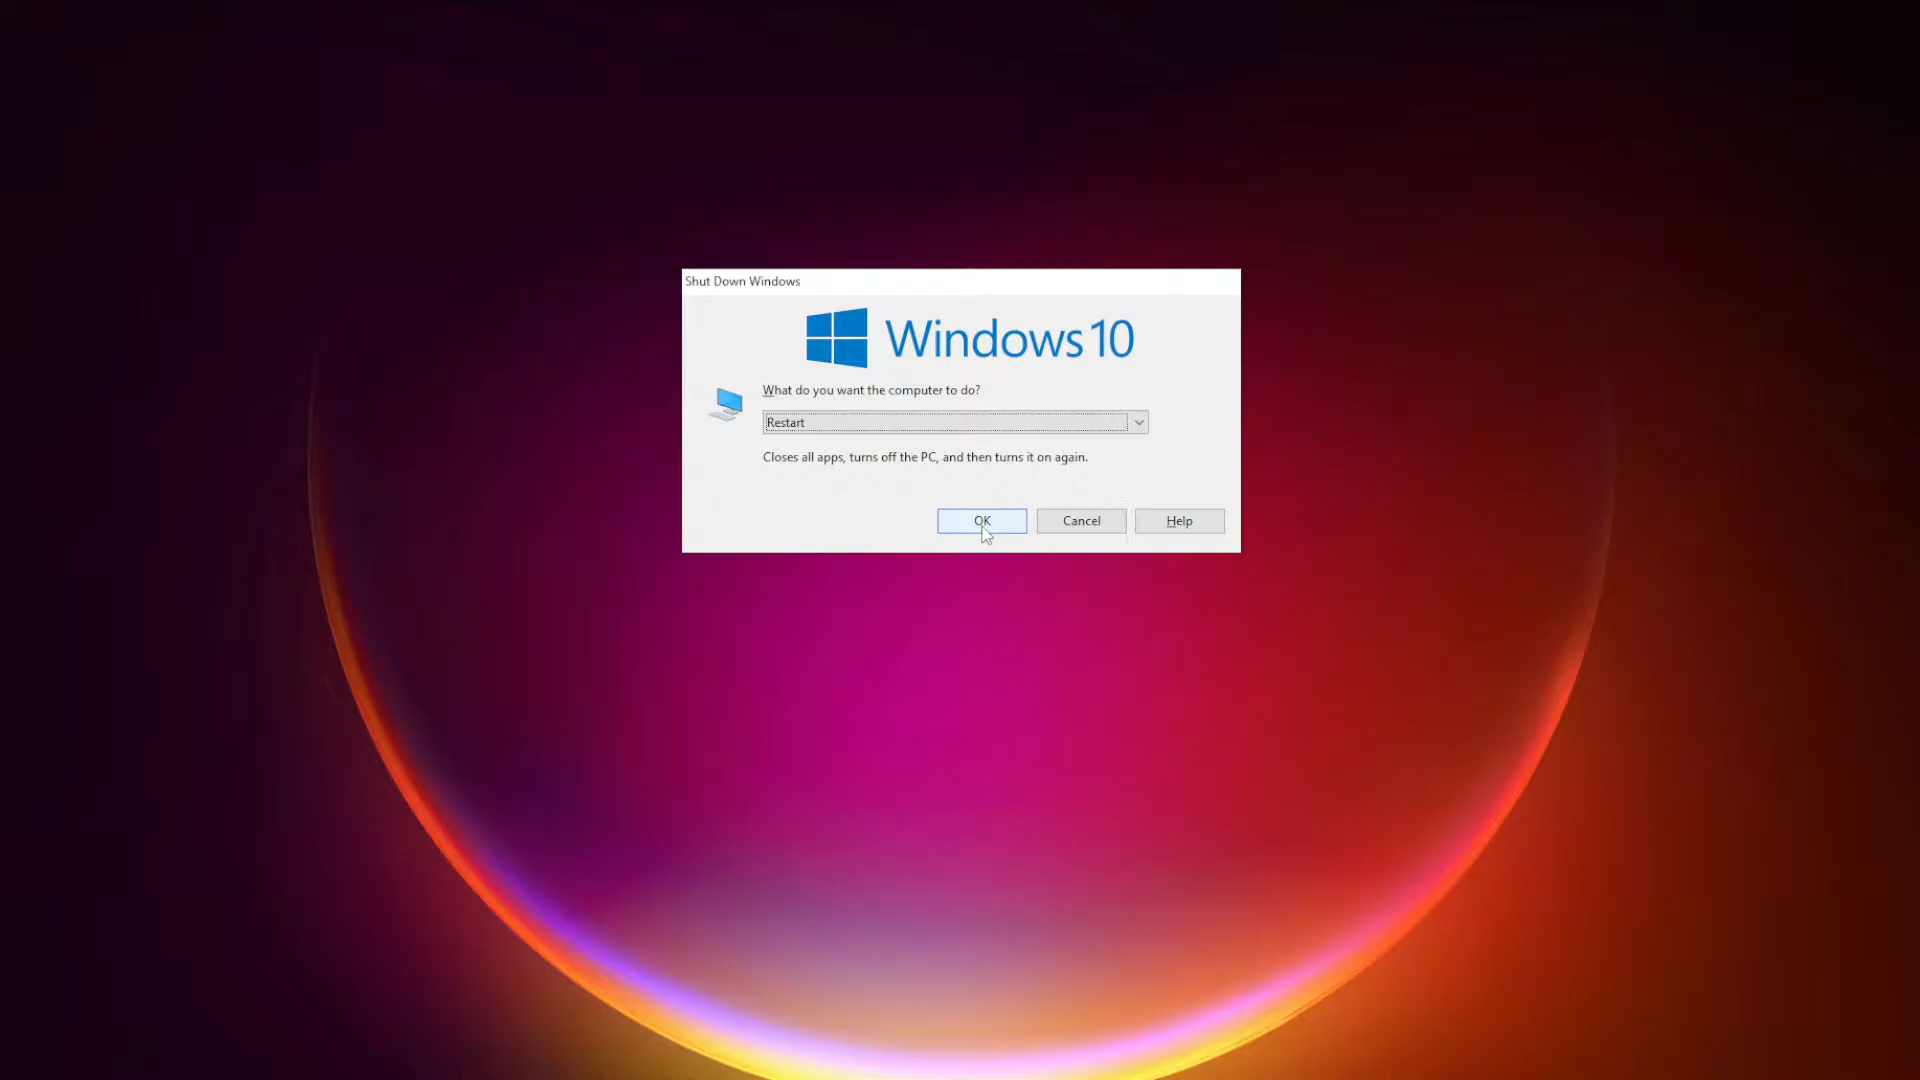 Shut Down Windows
Windows 10
What do you want the computer to do?
Restart
Closes all apps, turns off the PC, and then turns it on again.
OK
Cancel
Help